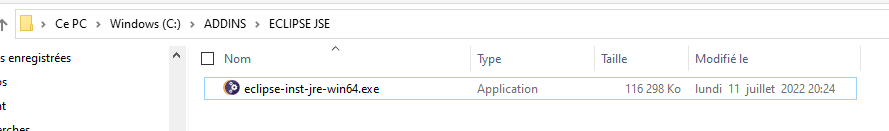 Ce PC > Windows (C:) > ADDINS > ECLIPSE JSE
s enregistrées
Nom Type Taille Modifié le
os
eclipse-inst-jre-win64.exe Application 116 298 Ko lundi 11 juillet 2022 20:24
nt
erches